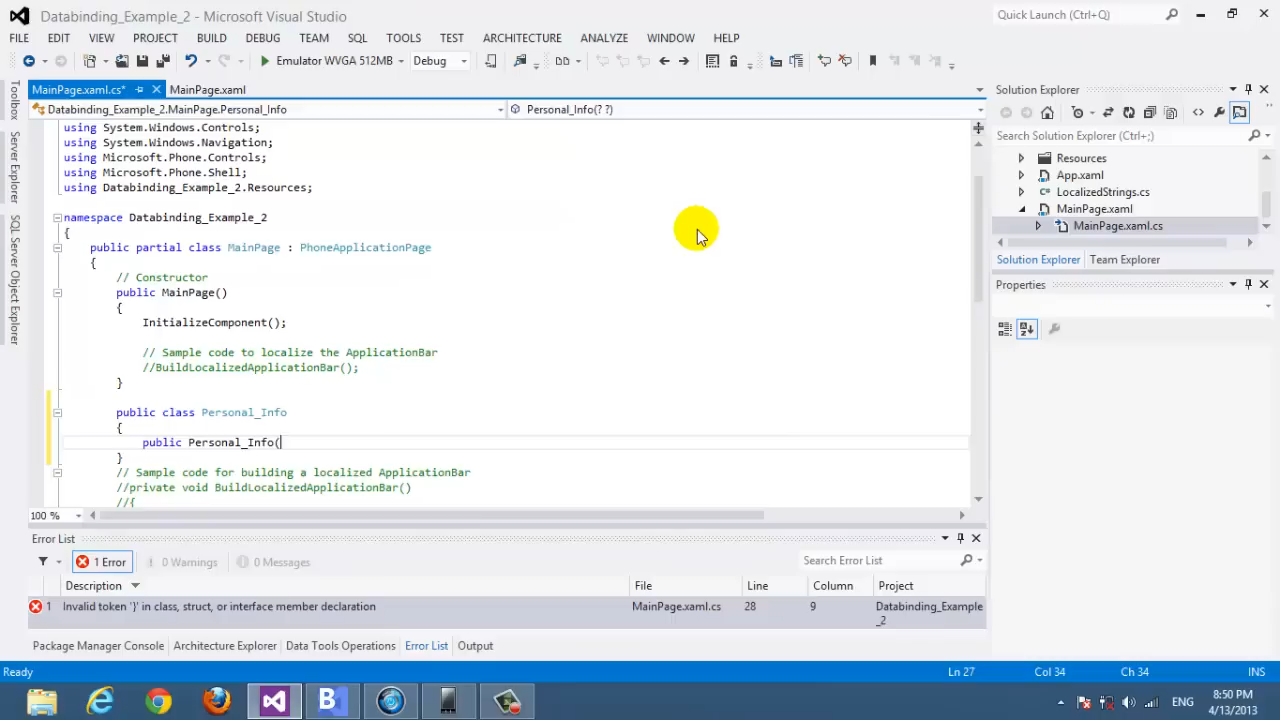 Databinding_Example_2 - Microsoft Visual Studio
Quick Launch (Ctrl+Q)
FILE EDIT VIEW PROJECT BUILD DEBUG TEAM SQL TOOLS TEST ARCHITECTURE ANALYZE WINDOW HELP
Emulator WVGA 512MB Debug
MainPage.xaml.cs* MainPage.xaml
Databinding_Example_2.MainPage.Personal_Info Personal_Info(? ?)
using System.Windows.Controls;
using System.Windows.Navigation;
using Microsoft.Phone.Controls;
using Microsoft.Phone.Shell;
using Databinding_Example_2.Resources;
namespace Databinding_Example_2
{
public partial class MainPage : PhoneApplicationPage
{
// Constructor
public MainPage()
{
InitializeComponent();
// Sample code to localize the ApplicationBar
//BuildLocalizedApplicationBar();
}
public class Personal_Info
{
public Personal_Info(
}
// Sample code for building a localized ApplicationBar
//private void BuildLocalizedApplicationBar()
//{
100 %
Toolbox
Server Explorer
SQL Server Object Explorer
Solution Explorer
Search Solution Explorer (Ctrl+;)
Resources
App.xaml
LocalizedStrings.cs
MainPage.xaml
MainPage.xaml.cs
Solution Explorer Team Explorer
Properties
Error List
1 Error 0 Warnings 0 Messages Search Error List
Description File Line Column Project
1 Invalid token '}' in class, struct, or interface member declaration MainPage.xaml.cs 28 9 Databinding_Example
_2
Package Manager Console Architecture Explorer Data Tools Operations Error List Output
Ready Ln 27 Col 34 Ch 34 INS
ENG
8:50 PM
4/13/2013